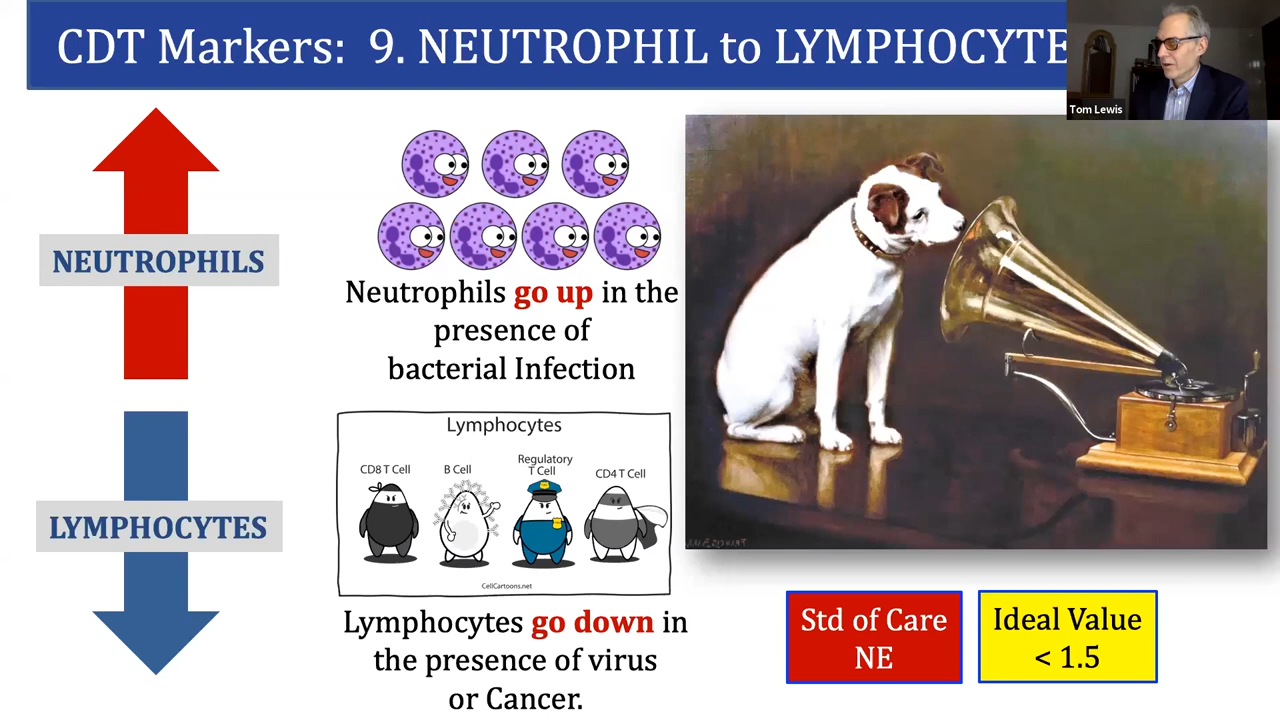 CDT Markers: 9. NEUTROPHIL to LYMPHOCYTE
Tom Lewis
NEUTROPHILS
Neutrophils go up in the
presence of
bacterial Infection
LYMPHOCYTES
Lymphocytes
CD8 T Cell
B Cell
Regulatory
T Cell
CD4 T Cell
CellCartoons.net
Lymphocytes go down in
the presence of virus
or Cancer.
Std of Care
NE
Ideal Value
< 1.5